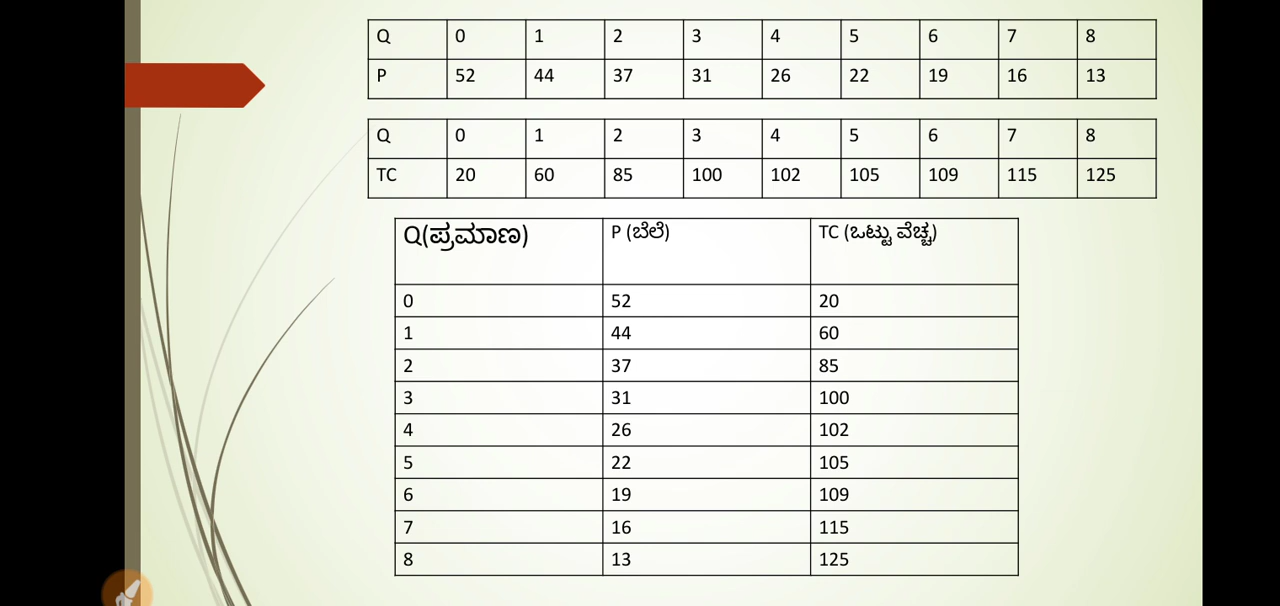 Q 0 1 2 3 4 5 6 7 8
P 52 44 37 31 26 22 19 16 13
Q 0 1 2 3 4 5 6 7 8
TC 20 60 85 100 102 105 109 115 125
Q(ಪ್ರಮಾಣ) P (ಬೆಲೆ) TC (ಒಟ್ಟು ವೆಚ್ಚ)
0 52 20
1 44 60
2 37 85
3 31 100
4 26 102
5 22 105
6 19 109
7 16 115
8 13 125